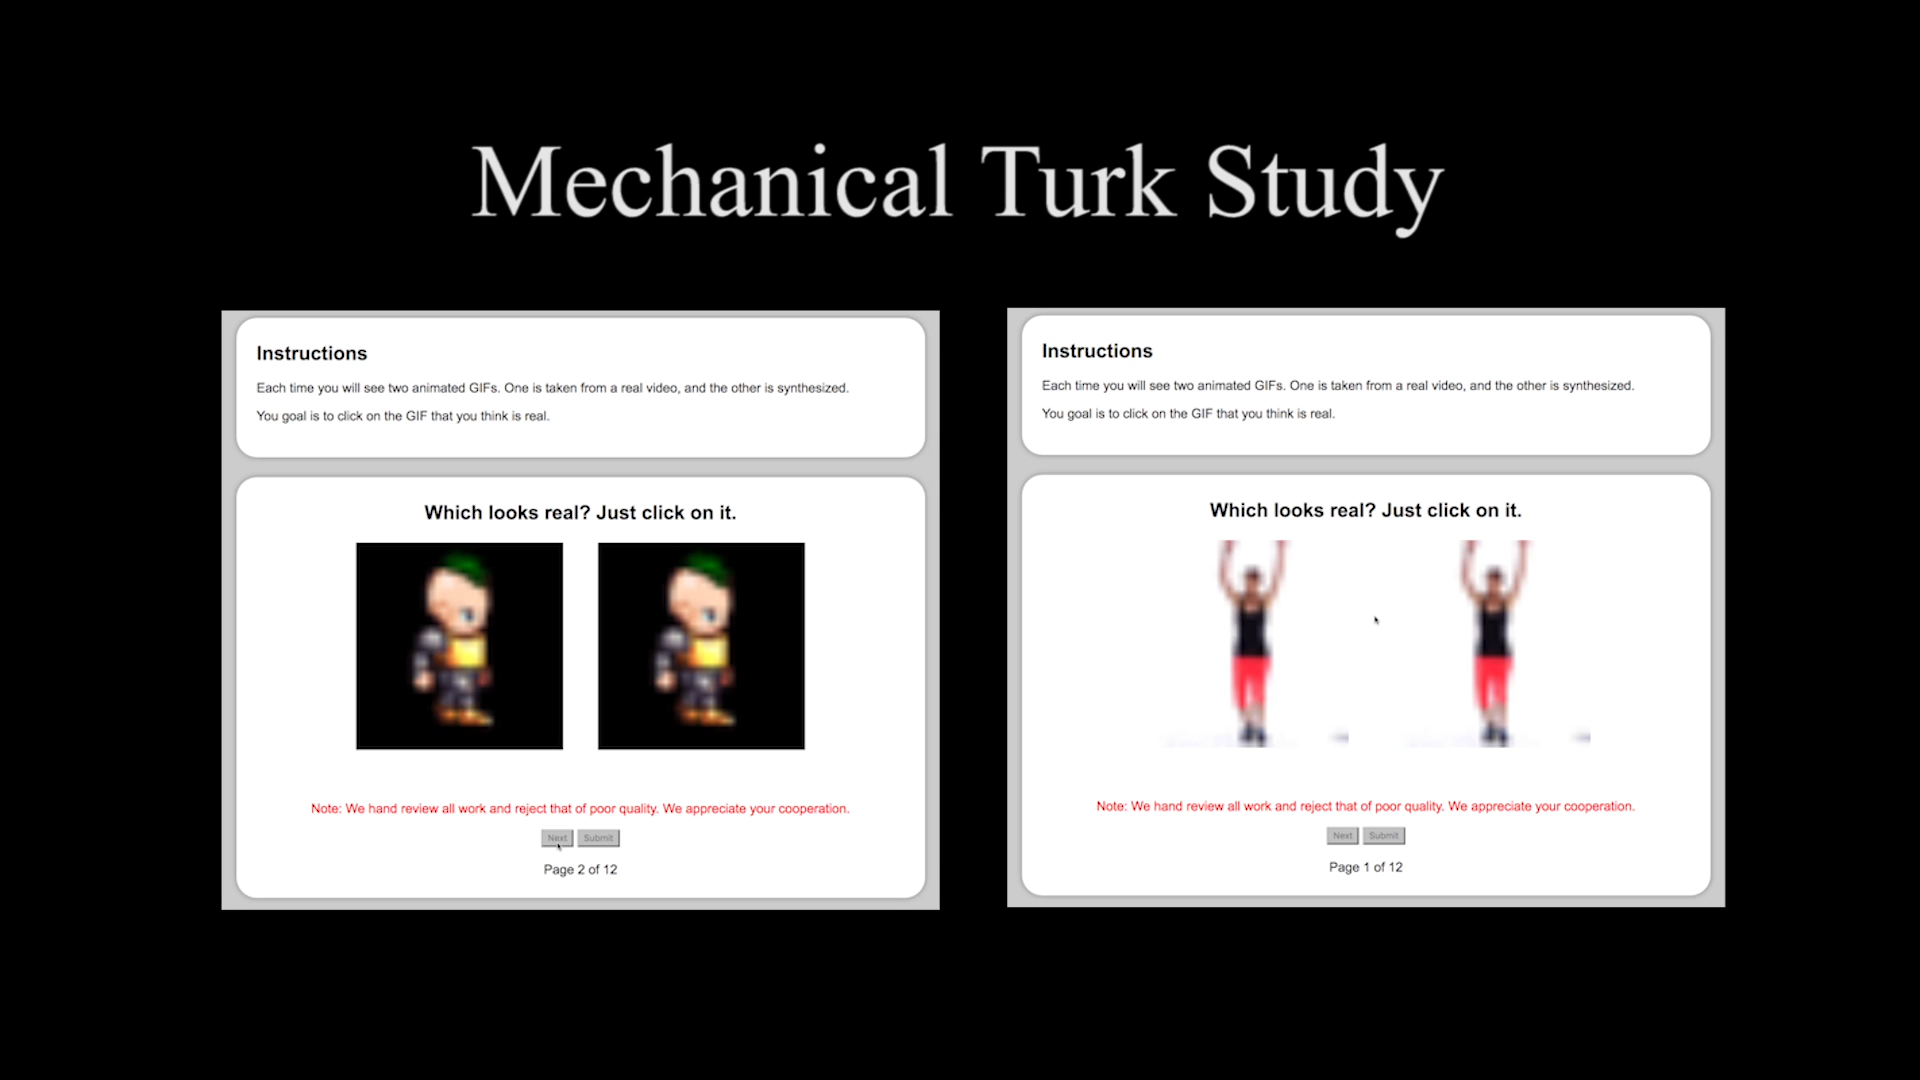 Mechanical Turk Study
Instructions
Each time you will see two animated GIFs. One is taken from a real video, and the other is synthesized.
You goal is to click on the GIF that you think is real.
Which looks real? Just click on it.
Note: We hand review all work and reject that of poor quality. We appreciate your cooperation.
Next Submit
Page 2 of 12
Instructions
Each time you will see two animated GIFs. One is taken from a real video, and the other is synthesized.
You goal is to click on the GIF that you think is real.
Which looks real? Just click on it.
Note: We hand review all work and reject that of poor quality. We appreciate your cooperation.
Next Submit
Page 1 of 12